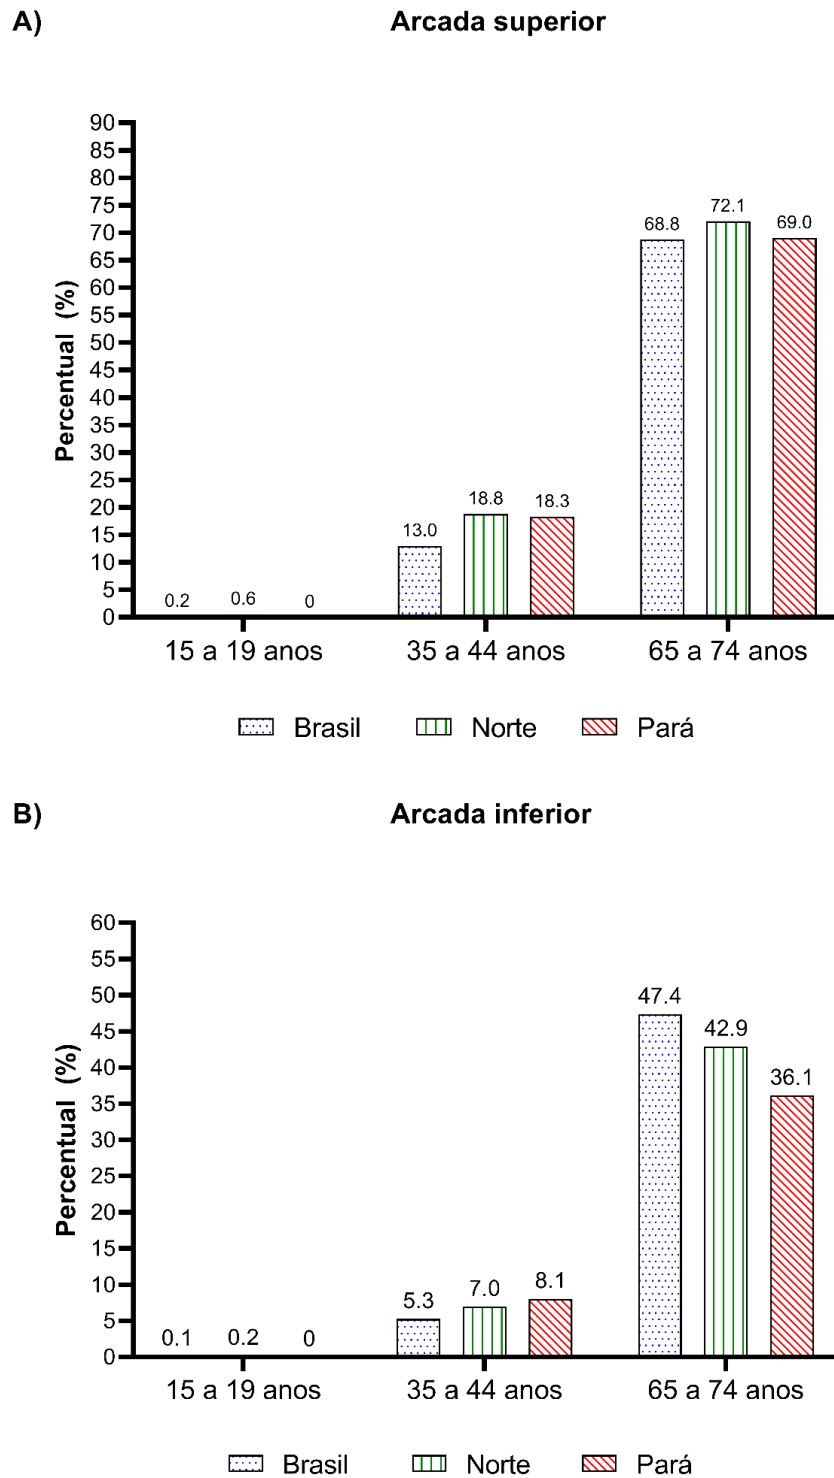 A)
Arcada superior
Percentual (%)
90
85
80
75
70
65
60
55
50
45
40
35
30
25
20
15
10
5
0
0.2 0.6 0
13.0 18.8 18.3
68.8 72.1 69.0
15 a 19 anos 35 a 44 anos 65 a 74 anos
Brasil Norte Pará
B)
Arcada inferior
Percentual (%)
60
55
50
45
40
35
30
25
20
15
10
5
0
0.1 0.2 0
5.3 7.0 8.1
47.4 42.9 36.1
15 a 19 anos 35 a 44 anos 65 a 74 anos
Brasil Norte Pará